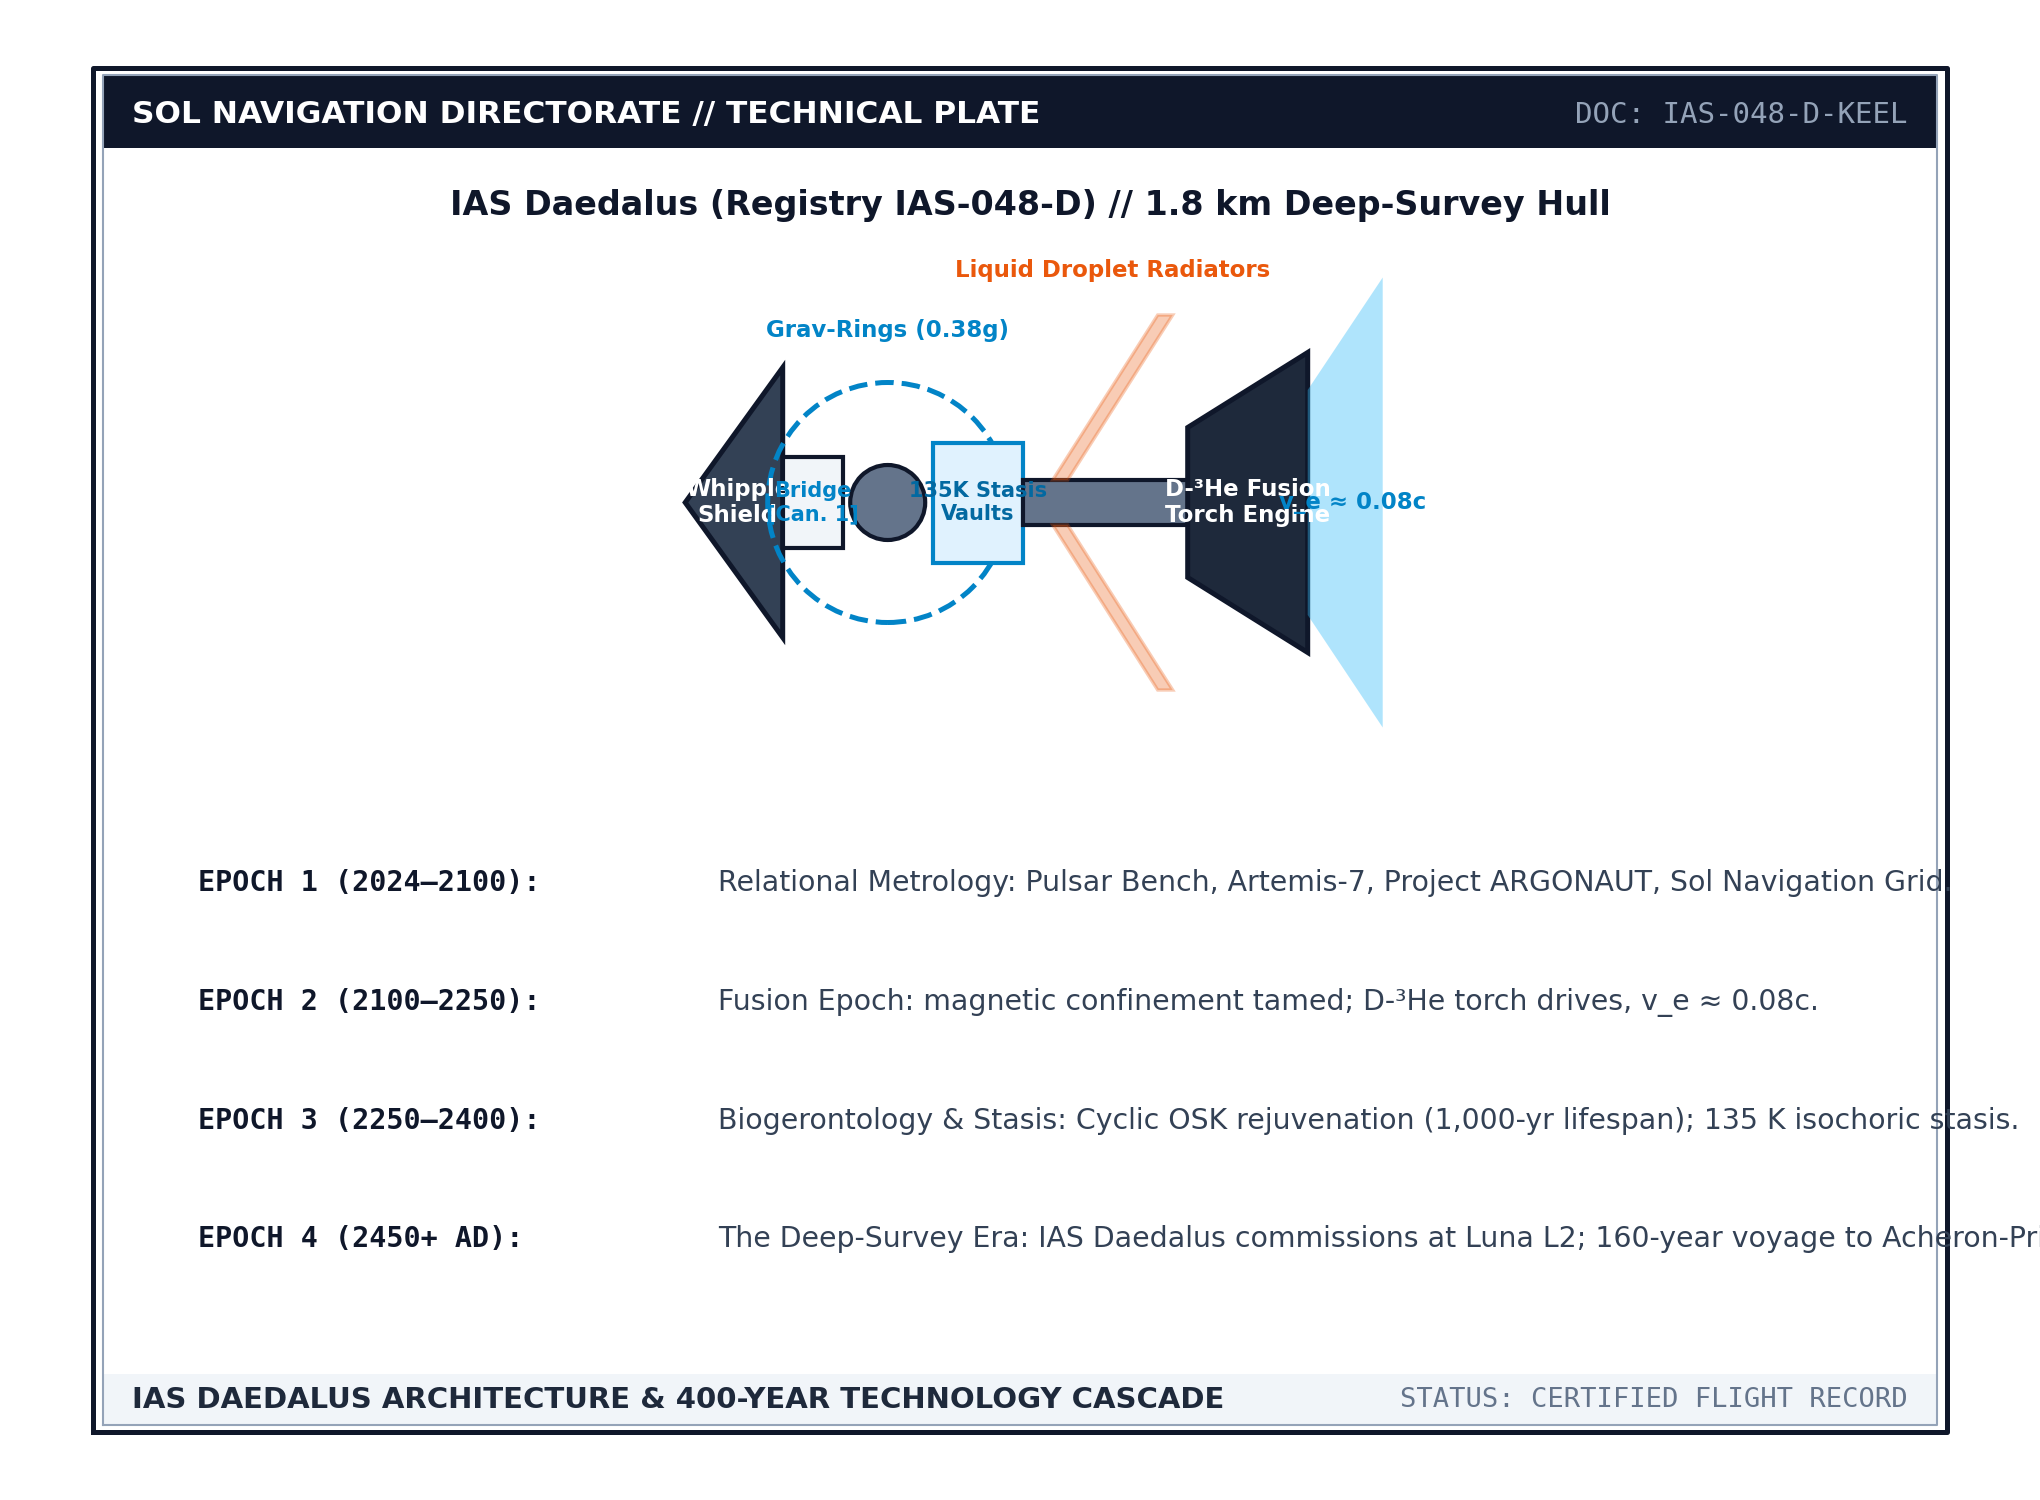 SOL NAVIGATION DIRECTORATE // TECHNICAL PLATE
DOC: IAS-048-D-KEEL
IAS Daedalus (Registry IAS-048-D) // 1.8 km Deep-Survey Hull
Liquid Droplet Radiators
Grav-Rings (0.38g)
Whipple
Shield
Bridge
Can. 1]
135K Stasis
Vaults
D-³He Fusion
Torch Engine
v_e ≈ 0.08c
EPOCH 1 (2024–2100):
Relational Metrology: Pulsar Bench, Artemis-7, Project ARGONAUT, Sol Navigation Grid.
EPOCH 2 (2100–2250):
Fusion Epoch: magnetic confinement tamed; D-³He torch drives, v_e ≈ 0.08c.
EPOCH 3 (2250–2400):
Biogerontology & Stasis: Cyclic OSK rejuvenation (1,000-yr lifespan); 135 K isochoric stasis.
EPOCH 4 (2450+ AD):
The Deep-Survey Era: IAS Daedalus commissions at Luna L2; 160-year voyage to Acheron-Pri
IAS DAEDALUS ARCHITECTURE & 400-YEAR TECHNOLOGY CASCADE
STATUS: CERTIFIED FLIGHT RECORD